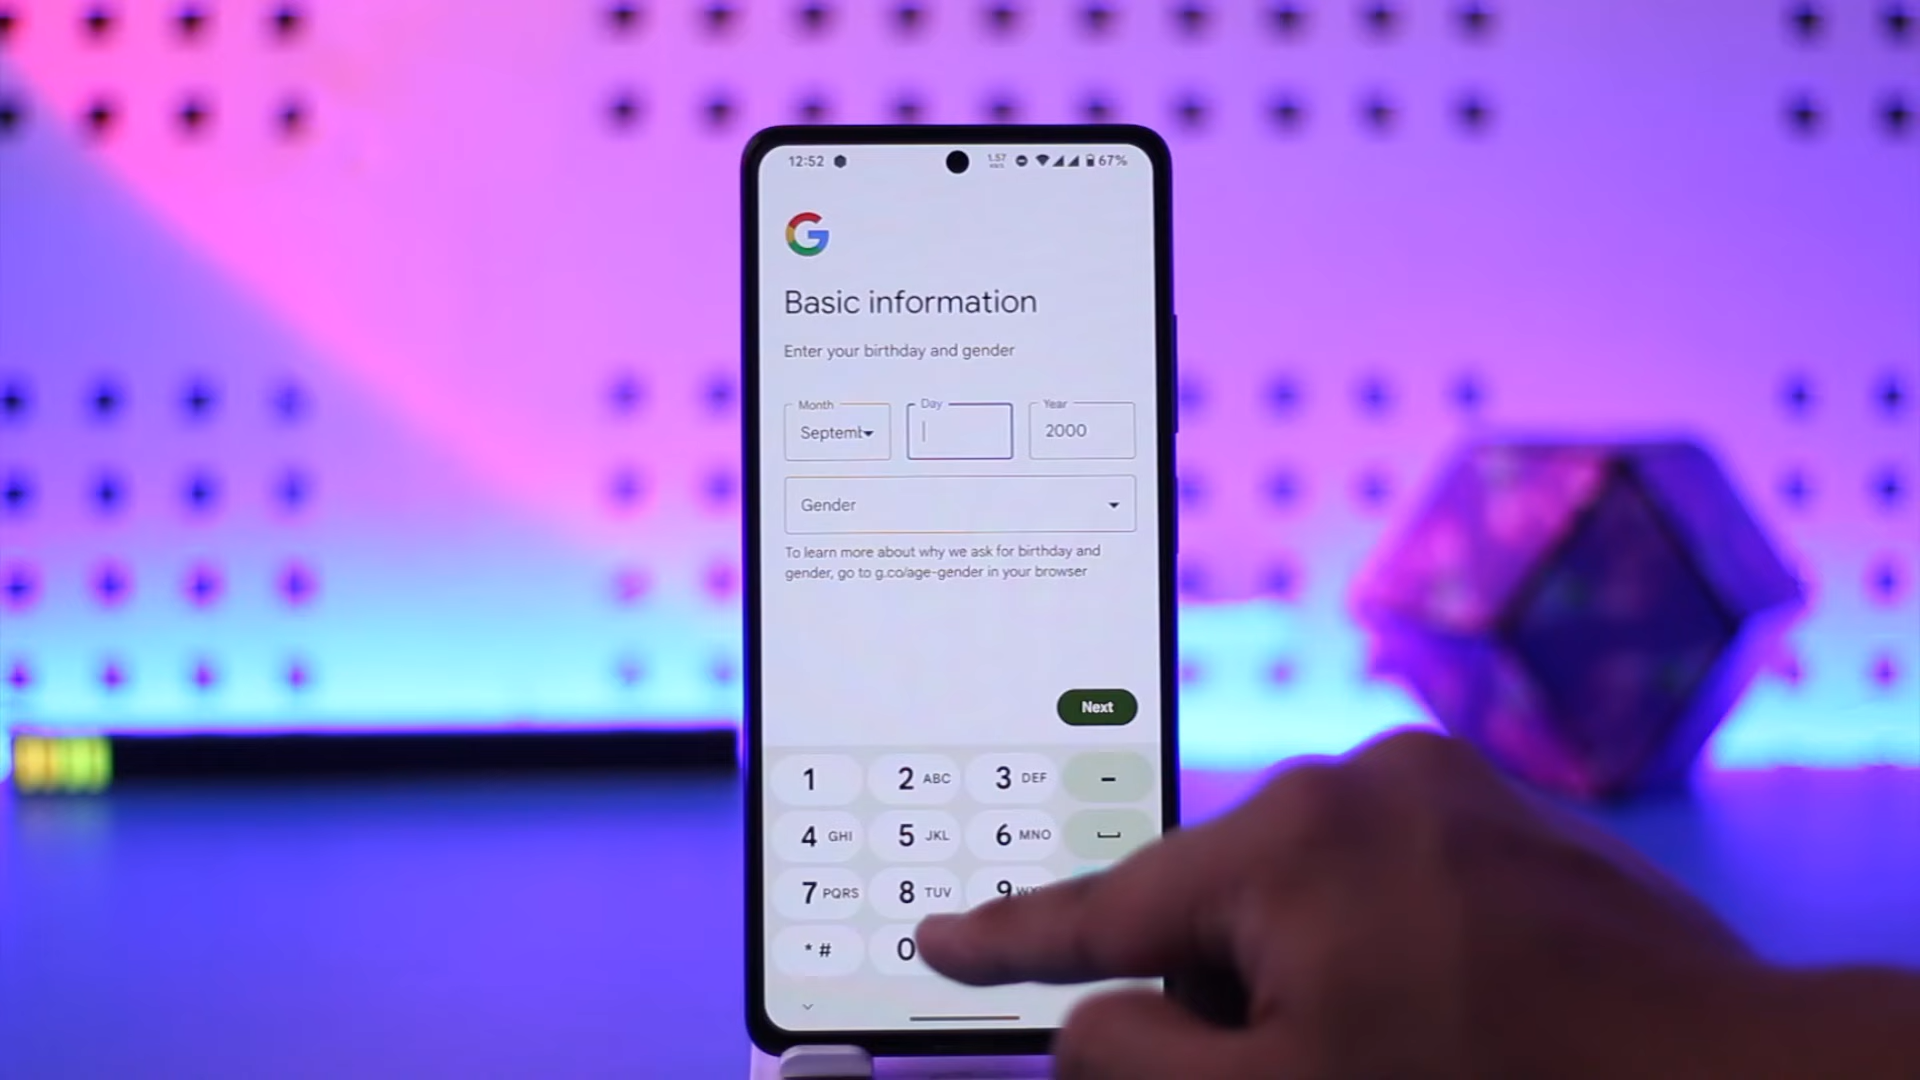 12:52 1.57 67%
G
Basic information
Enter your birthday and gender
Month Day Year
Septemb 2000
Gender
To learn more about why we ask for birthday and
gender, go to g.co/age-gender in your browser
Next
1 2 ABC 3 DEF -
4 GHI 5 JKL 6 MNO
7 PQRS 8 TUV 9
* # 0